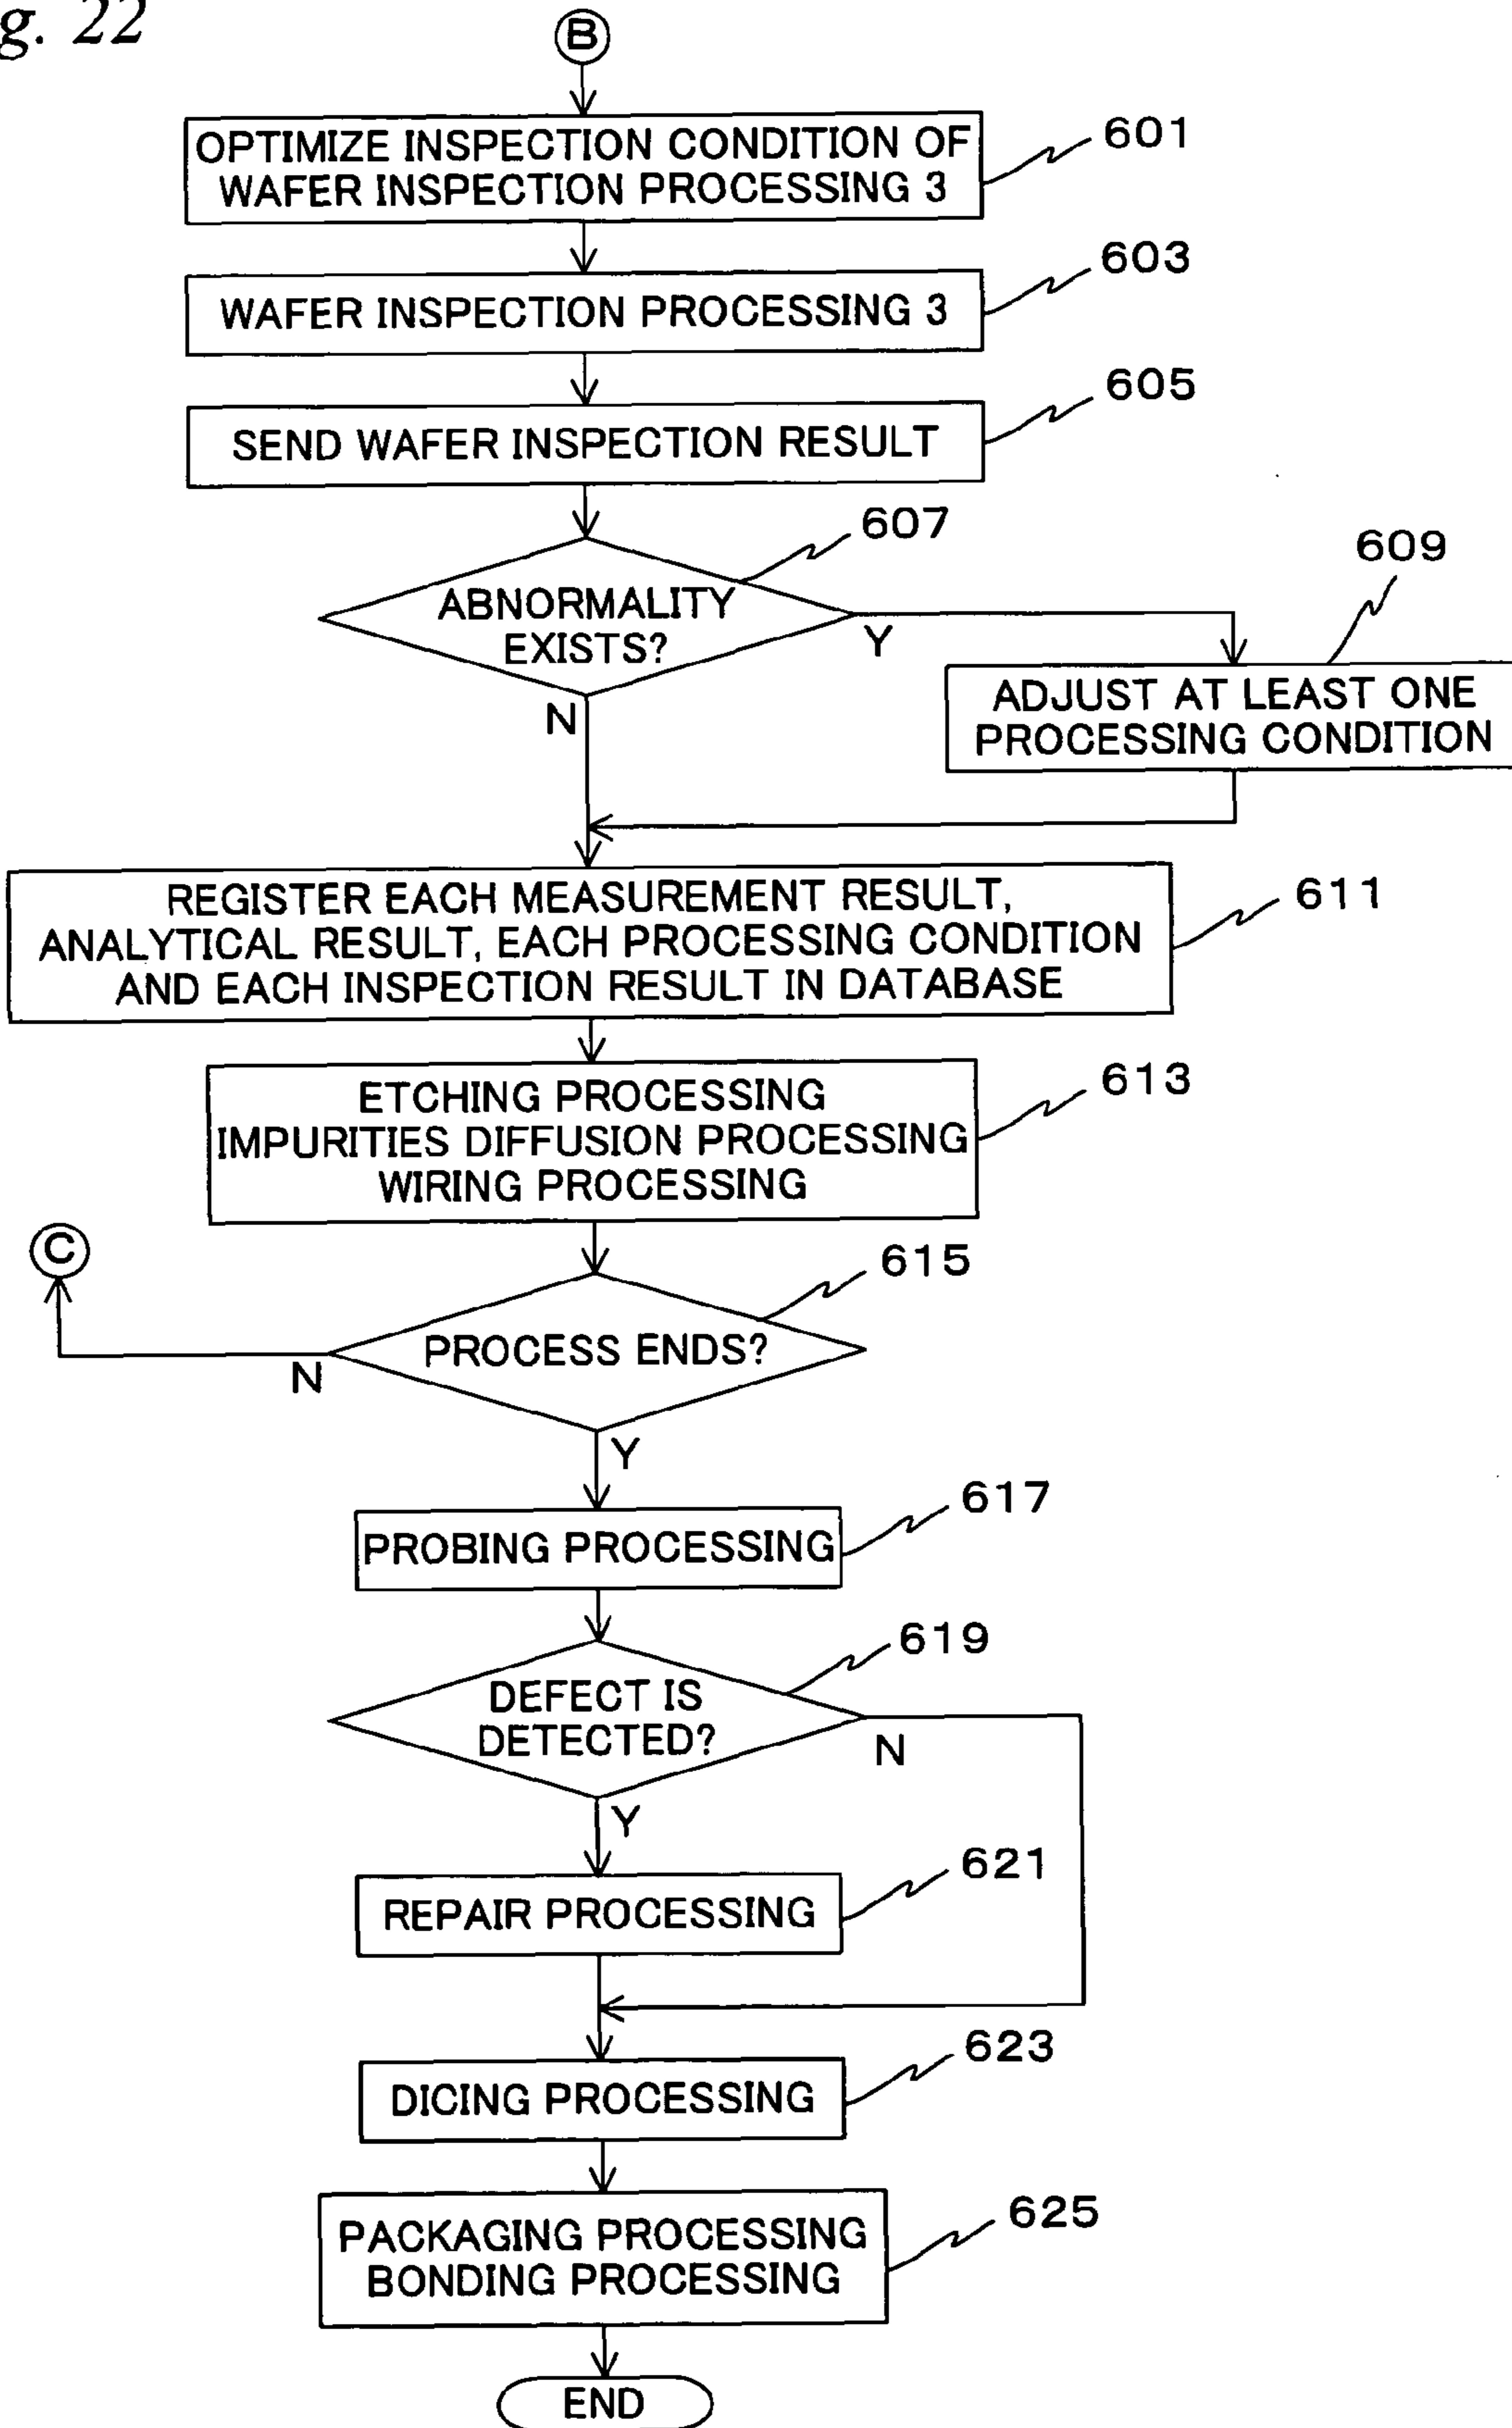 g. 22
B
OPTIMIZE INSPECTION CONDITION OF
WAFER INSPECTION PROCESSING 3
601
WAFER INSPECTION PROCESSING 3
603
SEND WAFER INSPECTION RESULT
605
ABNORMALITY
EXISTS?
607
Y
N
609
ADJUST AT LEAST ONE
PROCESSING CONDITION
REGISTER EACH MEASUREMENT RESULT,
ANALYTICAL RESULT, EACH PROCESSING CONDITION
AND EACH INSPECTION RESULT IN DATABASE
611
ETCHING PROCESSING
IMPURITIES DIFFUSION PROCESSING
WIRING PROCESSING
613
C
PROCESS ENDS?
615
N
Y
PROBING PROCESSING
617
DEFECT IS
DETECTED?
619
N
Y
REPAIR PROCESSING
621
DICING PROCESSING
623
PACKAGING PROCESSING
BONDING PROCESSING
625
END